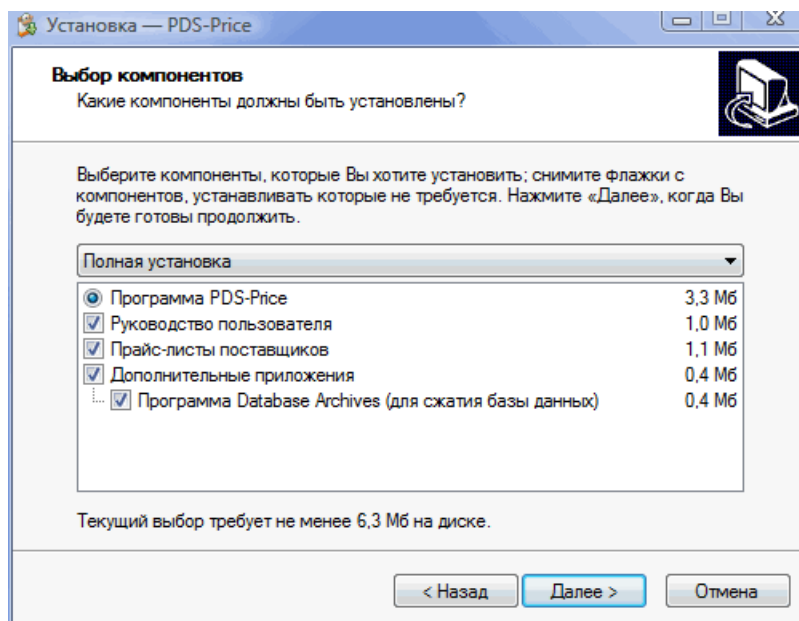 Установка — PDS-Price
Выбор компонентов
Какие компоненты должны быть установлены?
Выберите компоненты, которые Вы хотите установить; снимите флажки с
компонентов, устанавливать которые не требуется. Нажмите «Далее», когда Вы
будете готовы продолжить.
Полная установка
Программа PDS-Price 3,3 Мб
Руководство пользователя 1,0 Мб
Прайс-листы поставщиков 1,1 Мб
Дополнительные приложения 0,4 Мб
Программа Database Archives (для сжатия базы данных) 0,4 Мб
Текущий выбор требует не менее 6,3 Мб на диске.
< Назад Далее > Отмена